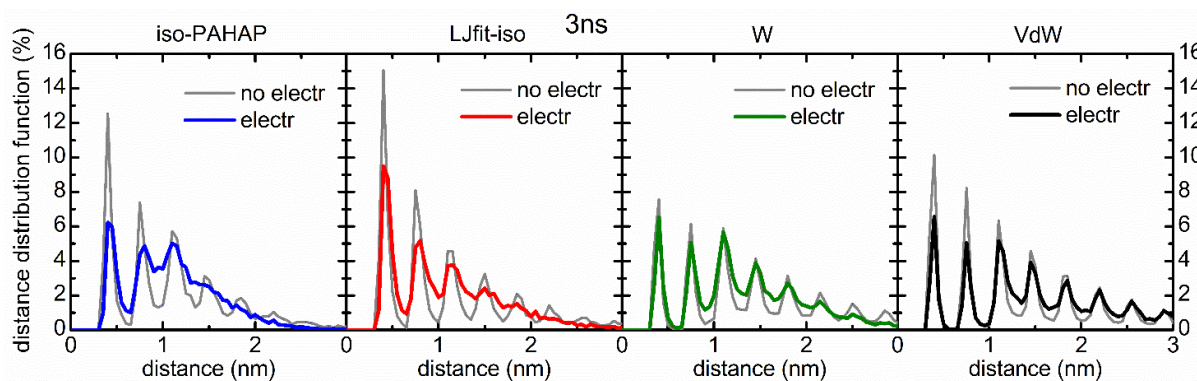 3ns
iso-PAHAP
LJfit-iso
W
VdW
distance distribution function (%)
16
14
12
10
8
6
4
2
0
no electr
electr
no electr
electr
no electr
electr
no electr
electr
16
14
12
10
8
6
4
2
0
0 1 2 0 1 2 0 1 2 0 1 2 3
distance (nm) distance (nm) distance (nm) distance (nm)